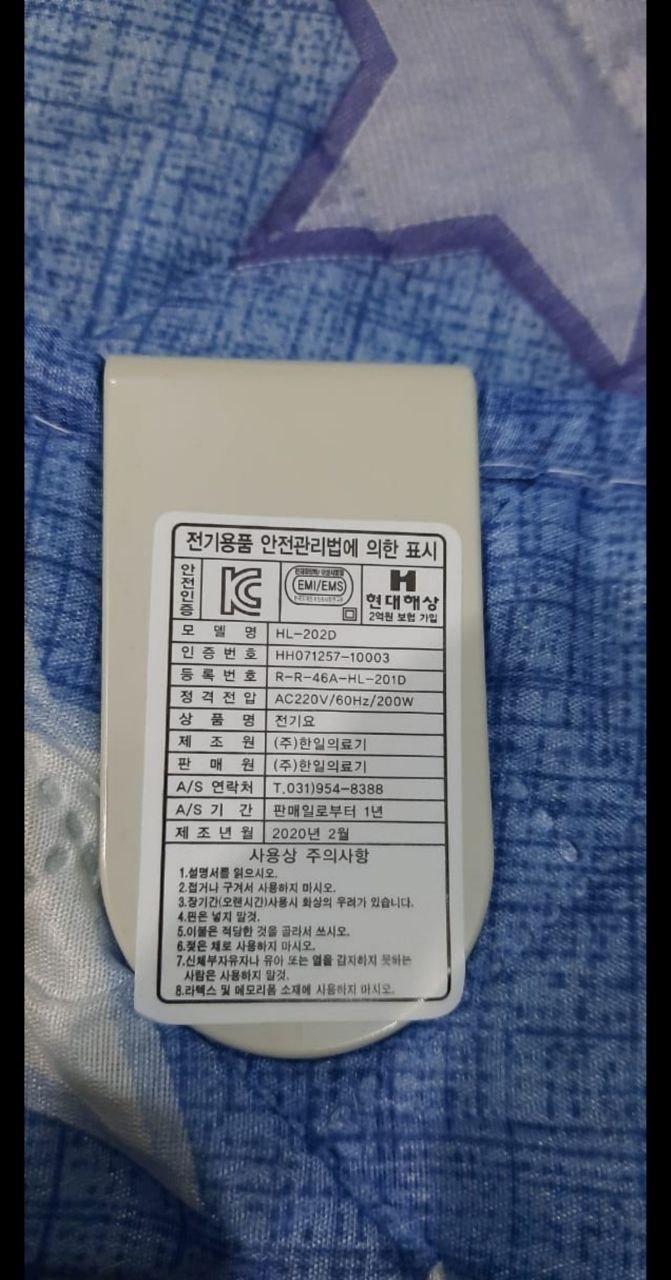 전기용품 안전관리법에 의한 표시
안전인증
EMI/EMS
H
현대해상
2억원 보험 가입
모 델 명 HL-202D
인 증 번 호 HH071257-10003
등 록 번 호 R-R-46A-HL-201D
정 격 전 압 AC220V/60Hz/200W
상 품 명 전기요
제 조 원 (주)한일의료기
판 매 원 (주)한일의료기
A/S 연락처 T.031)954-8388
A/S 기 간 판매일로부터 1년
제 조 년 월 2020년 2월
사용상 주의사항
1.설명서를 읽으시오.
2.접거나 구겨서 사용하지 마시오.
3.장기간(오랜시간)사용시 화상의 우려가 있습니다.
4.핀은 넣지 말것.
5.이불은 적당한 것을 골라서 쓰시오.
6.젖은 채로 사용하지 마시오.
7.신체부자유자나 유아 또는 열을 감지하지 못하는
사람은 사용하지 말것.
8.라텍스 및 메모리폼 소재에 사용하지 마시오.